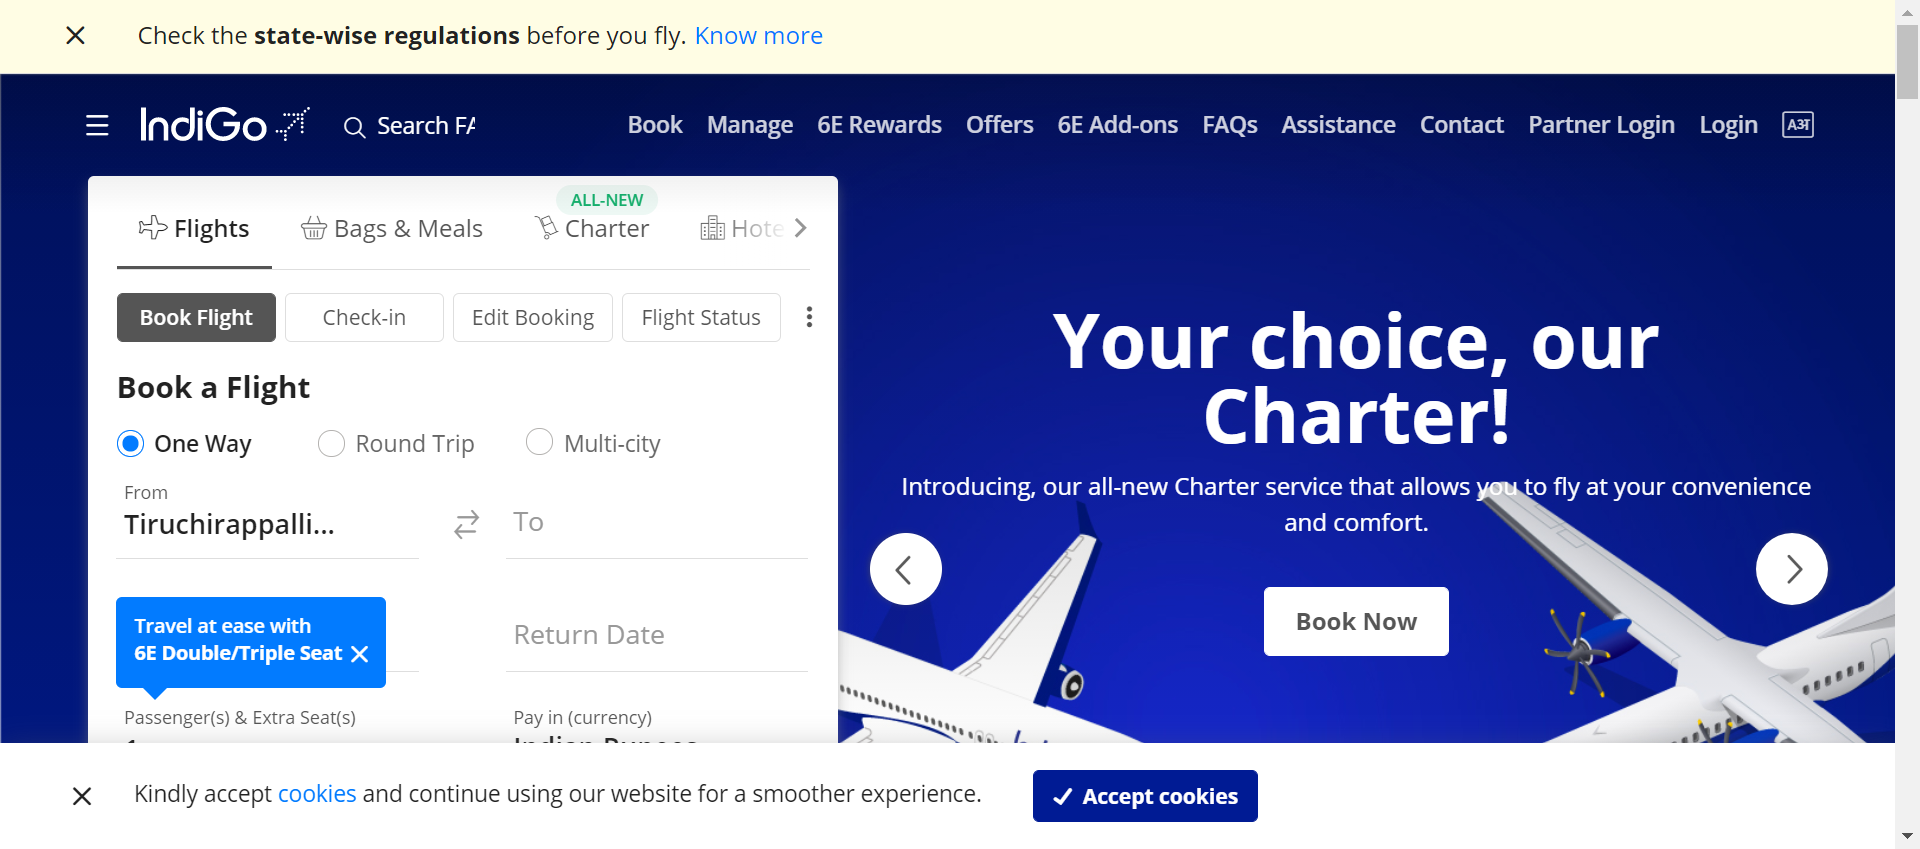 Check the state-wise regulations before you fly. Know more
IndiGo
Search FA
Book Manage 6E Rewards Offers 6E Add-ons FAQs Assistance Contact Partner Login Login
ALL-NEW
Flights Bags & Meals Charter Hote
Book Flight Check-in Edit Booking Flight Status
Book a Flight
One Way Round Trip Multi-city
From
Tiruchirappalli...
To
Travel at ease with
6E Double/Triple Seat
Return Date
Passenger(s) & Extra Seat(s)
Pay in (currency)
Indian Rupees
Your choice, our
Charter!
Introducing, our all-new Charter service that allows you to fly at your convenience
and comfort.
Book Now
Kindly accept cookies and continue using our website for a smoother experience.
Accept cookies